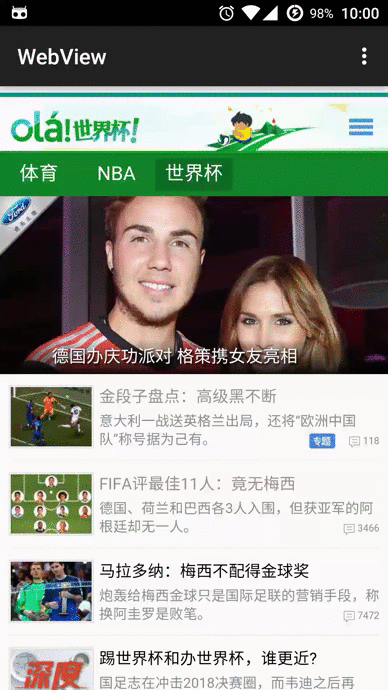 98% 10:00
WebView
olá!世界杯!
体育 NBA 世界杯
Ford
德国办庆功派对 格策携女友亮相
金段子盘点：高级黑不断
意大利一战送英格兰出局，还将“欧洲中国
队”称号据为己有。
专题 118
FIFA评最佳11人：竟无梅西
德国、荷兰和巴西各3人入围，但获亚军的阿
根廷却无一人。
3466
马拉多纳：梅西不配得金球奖
炮轰给梅西金球只是国际足联的营销手段，称
换阿圭罗是败笔。
7472
踢世界杯和办世界杯，谁更近?
国足志在冲击2018决赛圈，而韦迪之后再
深度